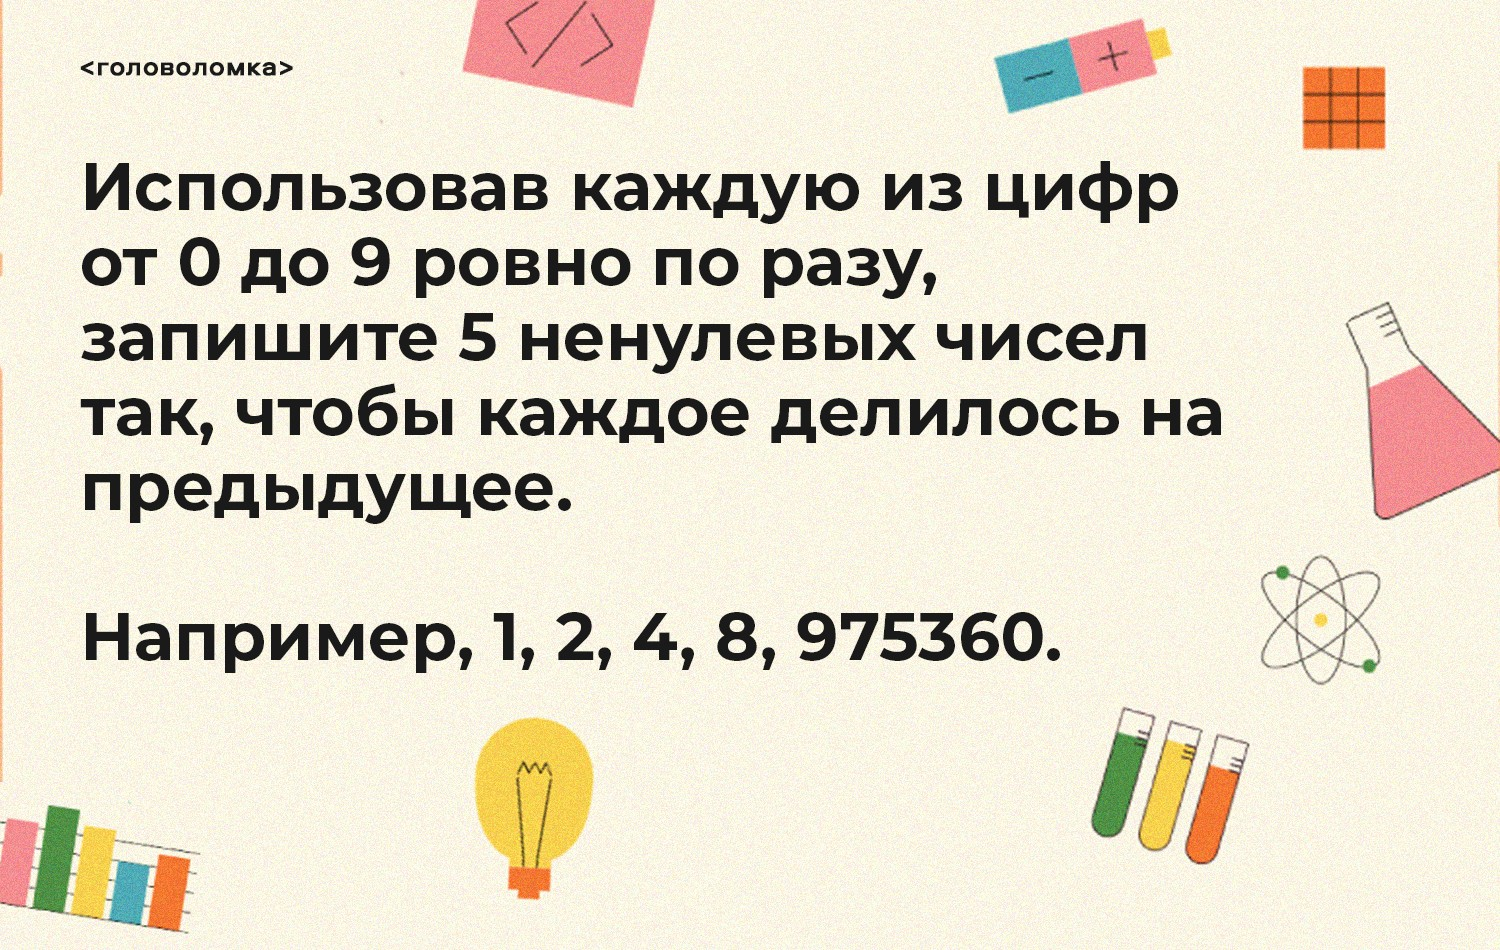 <головоломка>
Использовав каждую из цифр
от 0 до 9 ровно по разу,
запишите 5 ненулевых чисел
так, чтобы каждое делилось на
предыдущее.
Например, 1, 2, 4, 8, 975360.